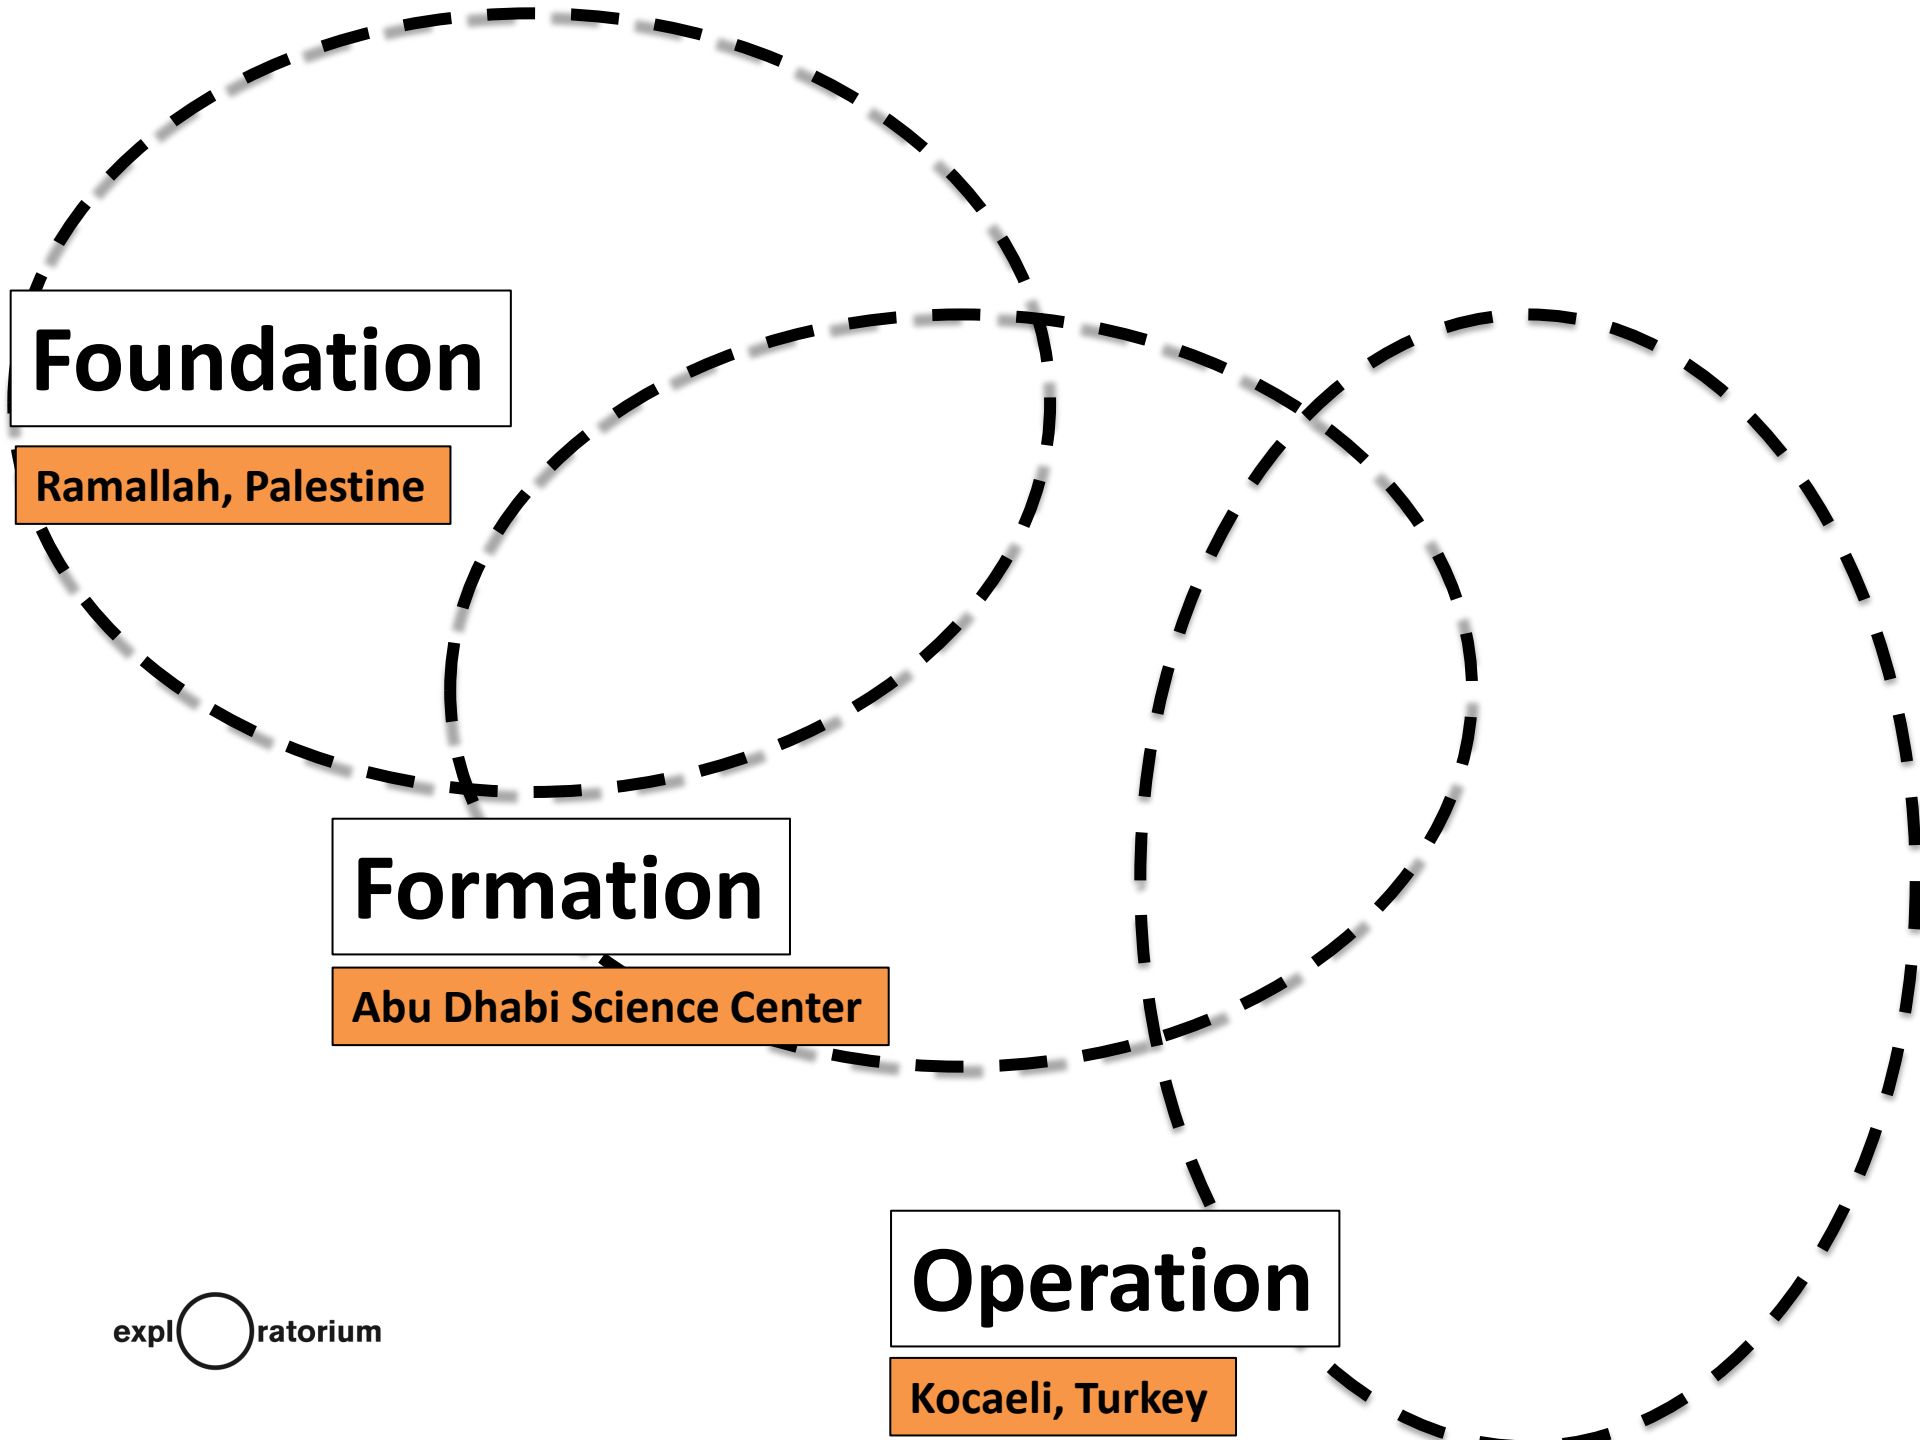 Foundation
Ramallah, Palestine
Formation
Abu Dhabi Science Center
Operation
Kocaeli, Turkey
expl ratorium